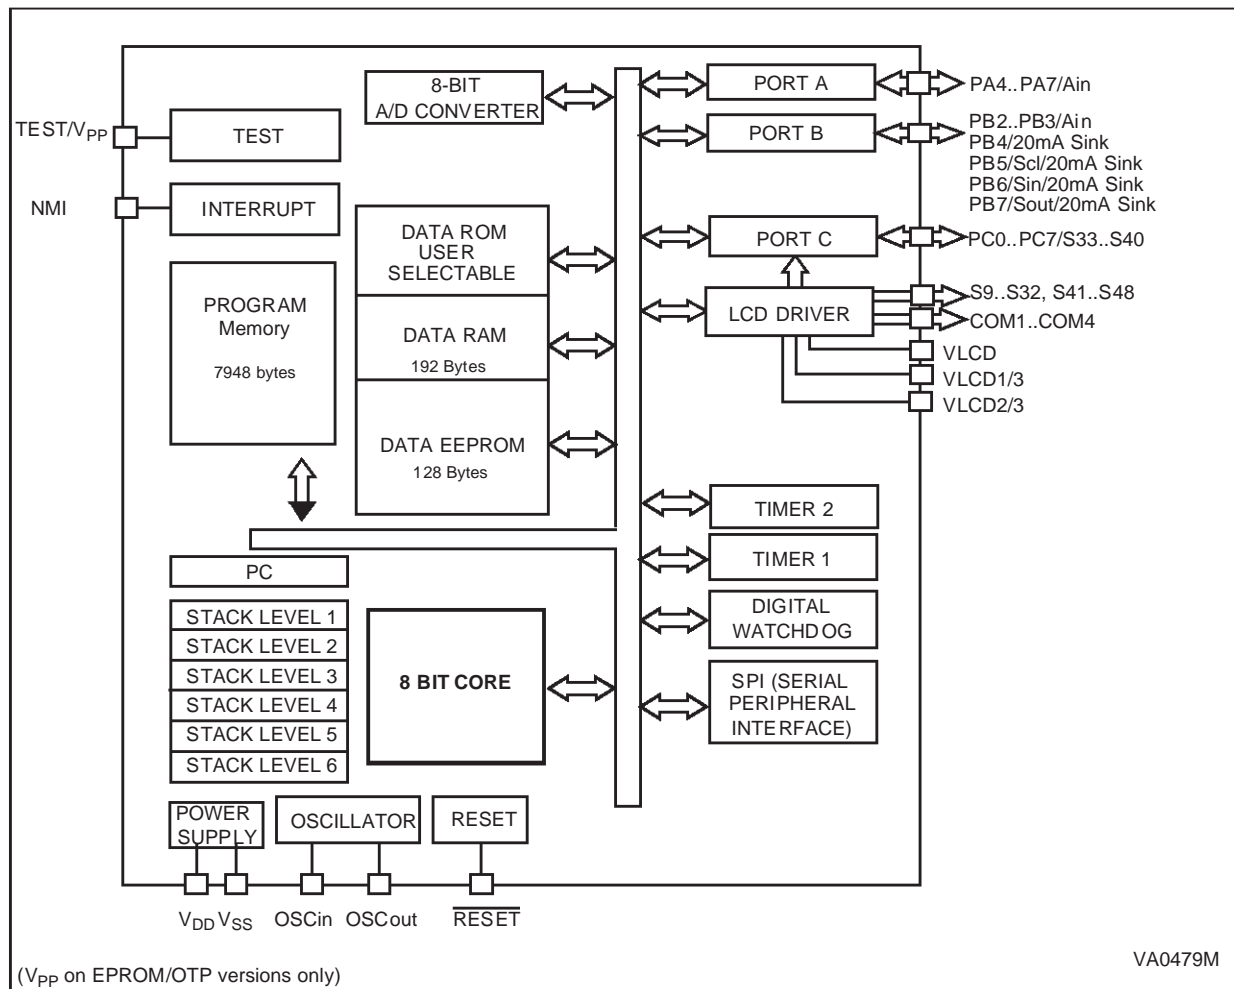 8-BIT
A/D CONVERTER
PORT A
PA4..PA7/Ain
TEST/VPP
TEST
PORT B
PB2..PB3/Ain
PB4/20mA Sink
PB5/Scl/20mA Sink
PB6/Sin/20mA Sink
PB7/Sout/20mA Sink
NMI
INTERRUPT
DATA ROM
USER
SELECTABLE
PORT C
PC0..PC7/S33..S40
PROGRAM
Memory
7948 bytes
DATA RAM
192 Bytes
LCD DRIVER
S9..S32, S41..S48
COM1..COM4
VLCD
VLCD1/3
VLCD2/3
DATA EEPROM
128 Bytes
TIMER 2
TIMER 1
PC
STACK LEVEL 1
STACK LEVEL 2
STACK LEVEL 3
STACK LEVEL 4
STACK LEVEL 5
STACK LEVEL 6
8 BIT CORE
DIGITAL
WATCHDOG
SPI (SERIAL
PERIPHERAL
INTERFACE)
POWER
SUPPLY
OSCILLATOR
RESET
VDD VSS
OSCin
OSCout
RESET
VA0479M
(VPP on EPROM/OTP versions only)